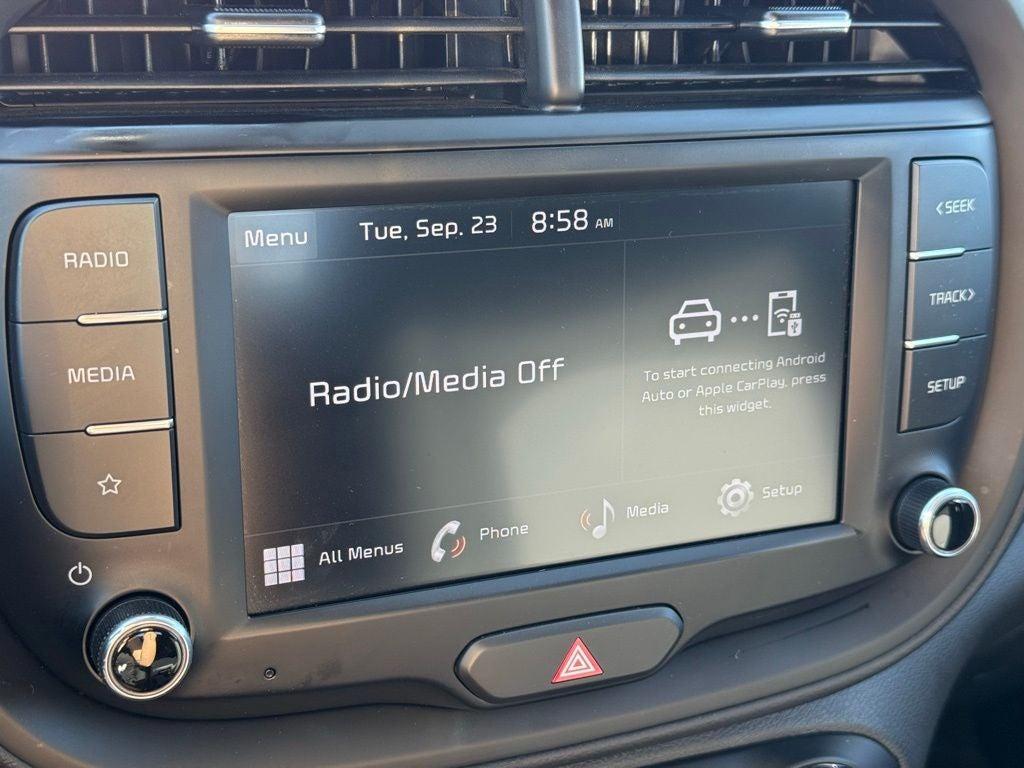 Menu
Tue, Sep. 23
8:58 AM
RADIO
MEDIA
Radio/Media Off
To start connecting Android
Auto or Apple CarPlay, press
this widget.
All Menus
Phone
Media
Setup
<SEEK
TRACK>
SETUP